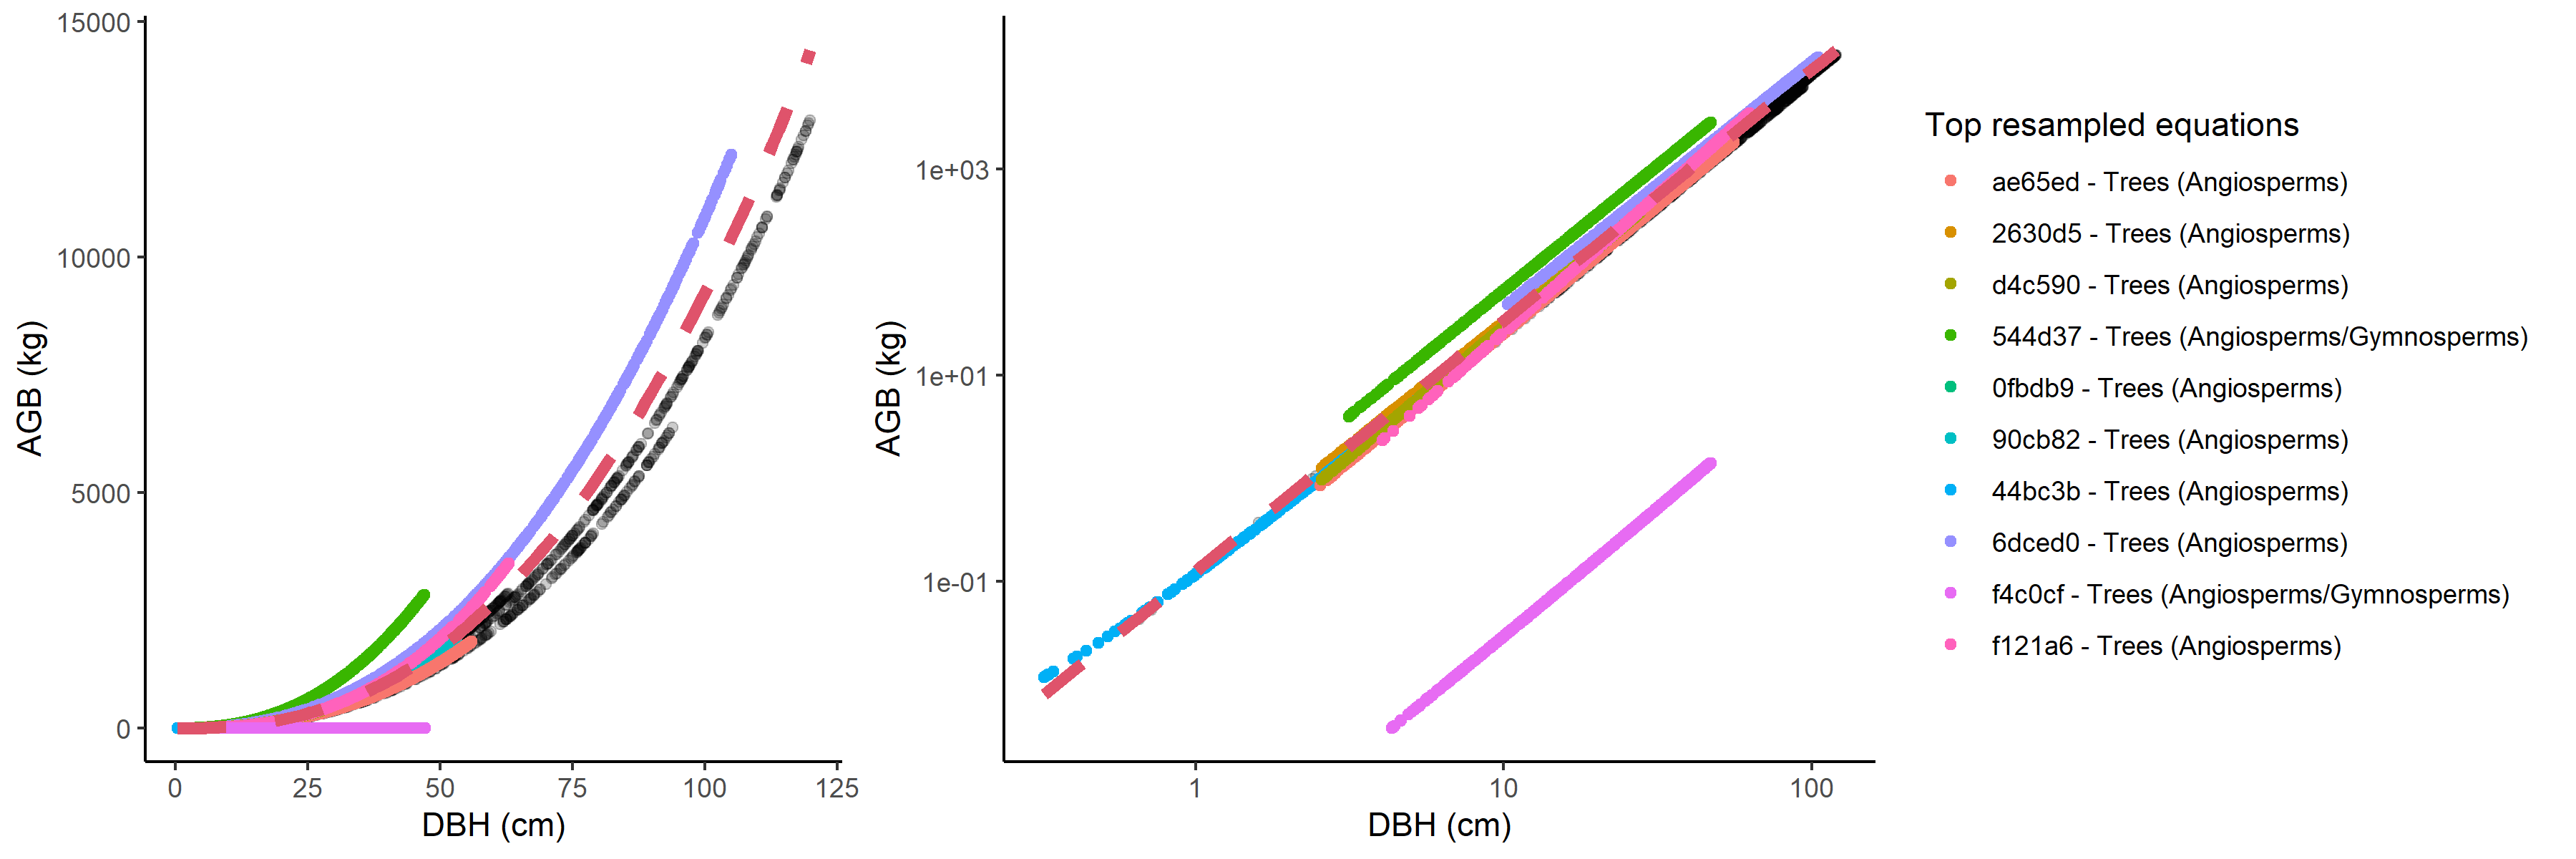 15000
10000
5000
0
AGB (kg)
0 25 50 75 100 125
DBH (cm)
1e+03
1e+01
1e-01
AGB (kg)
1 10 100
DBH (cm)
Top resampled equations
ae65ed - Trees (Angiosperms)
2630d5 - Trees (Angiosperms)
d4c590 - Trees (Angiosperms)
544d37 - Trees (Angiosperms/Gymnosperms)
0fbdb9 - Trees (Angiosperms)
90cb82 - Trees (Angiosperms)
44bc3b - Trees (Angiosperms)
6dced0 - Trees (Angiosperms)
f4c0cf - Trees (Angiosperms/Gymnosperms)
f121a6 - Trees (Angiosperms)